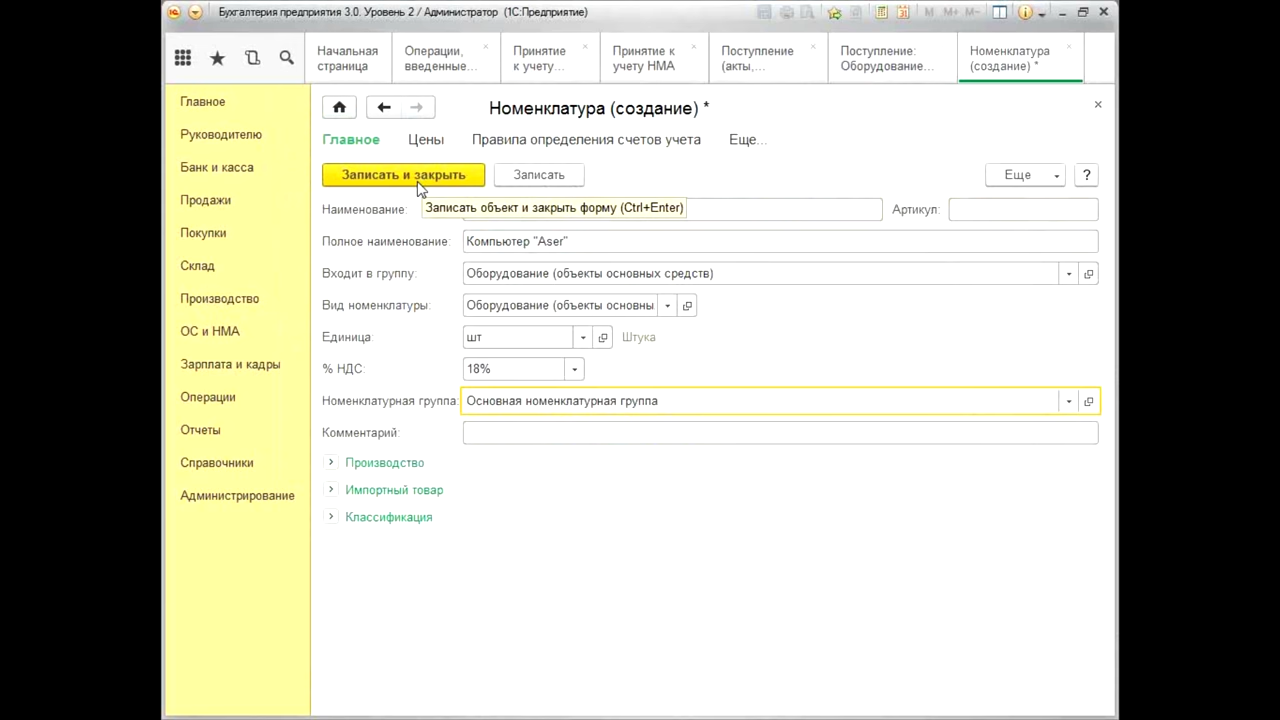 Бухгалтерия предприятия 3.0. Уровень 2 / Администратор (1С:Предприятие)
M M+ M-
Начальная страница
Операции, введенные...
Принятие к учету...
Принятие к учету НМА
Поступление (акты,...
Поступление: Оборудование...
Номенклатура (создание) *
Главное
Руководителю
Банк и касса
Продажи
Покупки
Склад
Производство
ОС и НМА
Зарплата и кадры
Операции
Отчеты
Справочники
Администрирование
Номенклатура (создание) *
Главное Цены Правила определения счетов учета Еще...
Записать и закрыть Записать Еще ?
Записать объект и закрыть форму (Ctrl+Enter)
Наименование: Артикул:
Полное наименование: Компьютер "Aser"
Входит в группу: Оборудование (объекты основных средств)
Вид номенклатуры: Оборудование (объекты основны
Единица: шт Штука
% НДС: 18%
Номенклатурная группа: Основная номенклатурная группа
Комментарий:
Производство
Импортный товар
Классификация